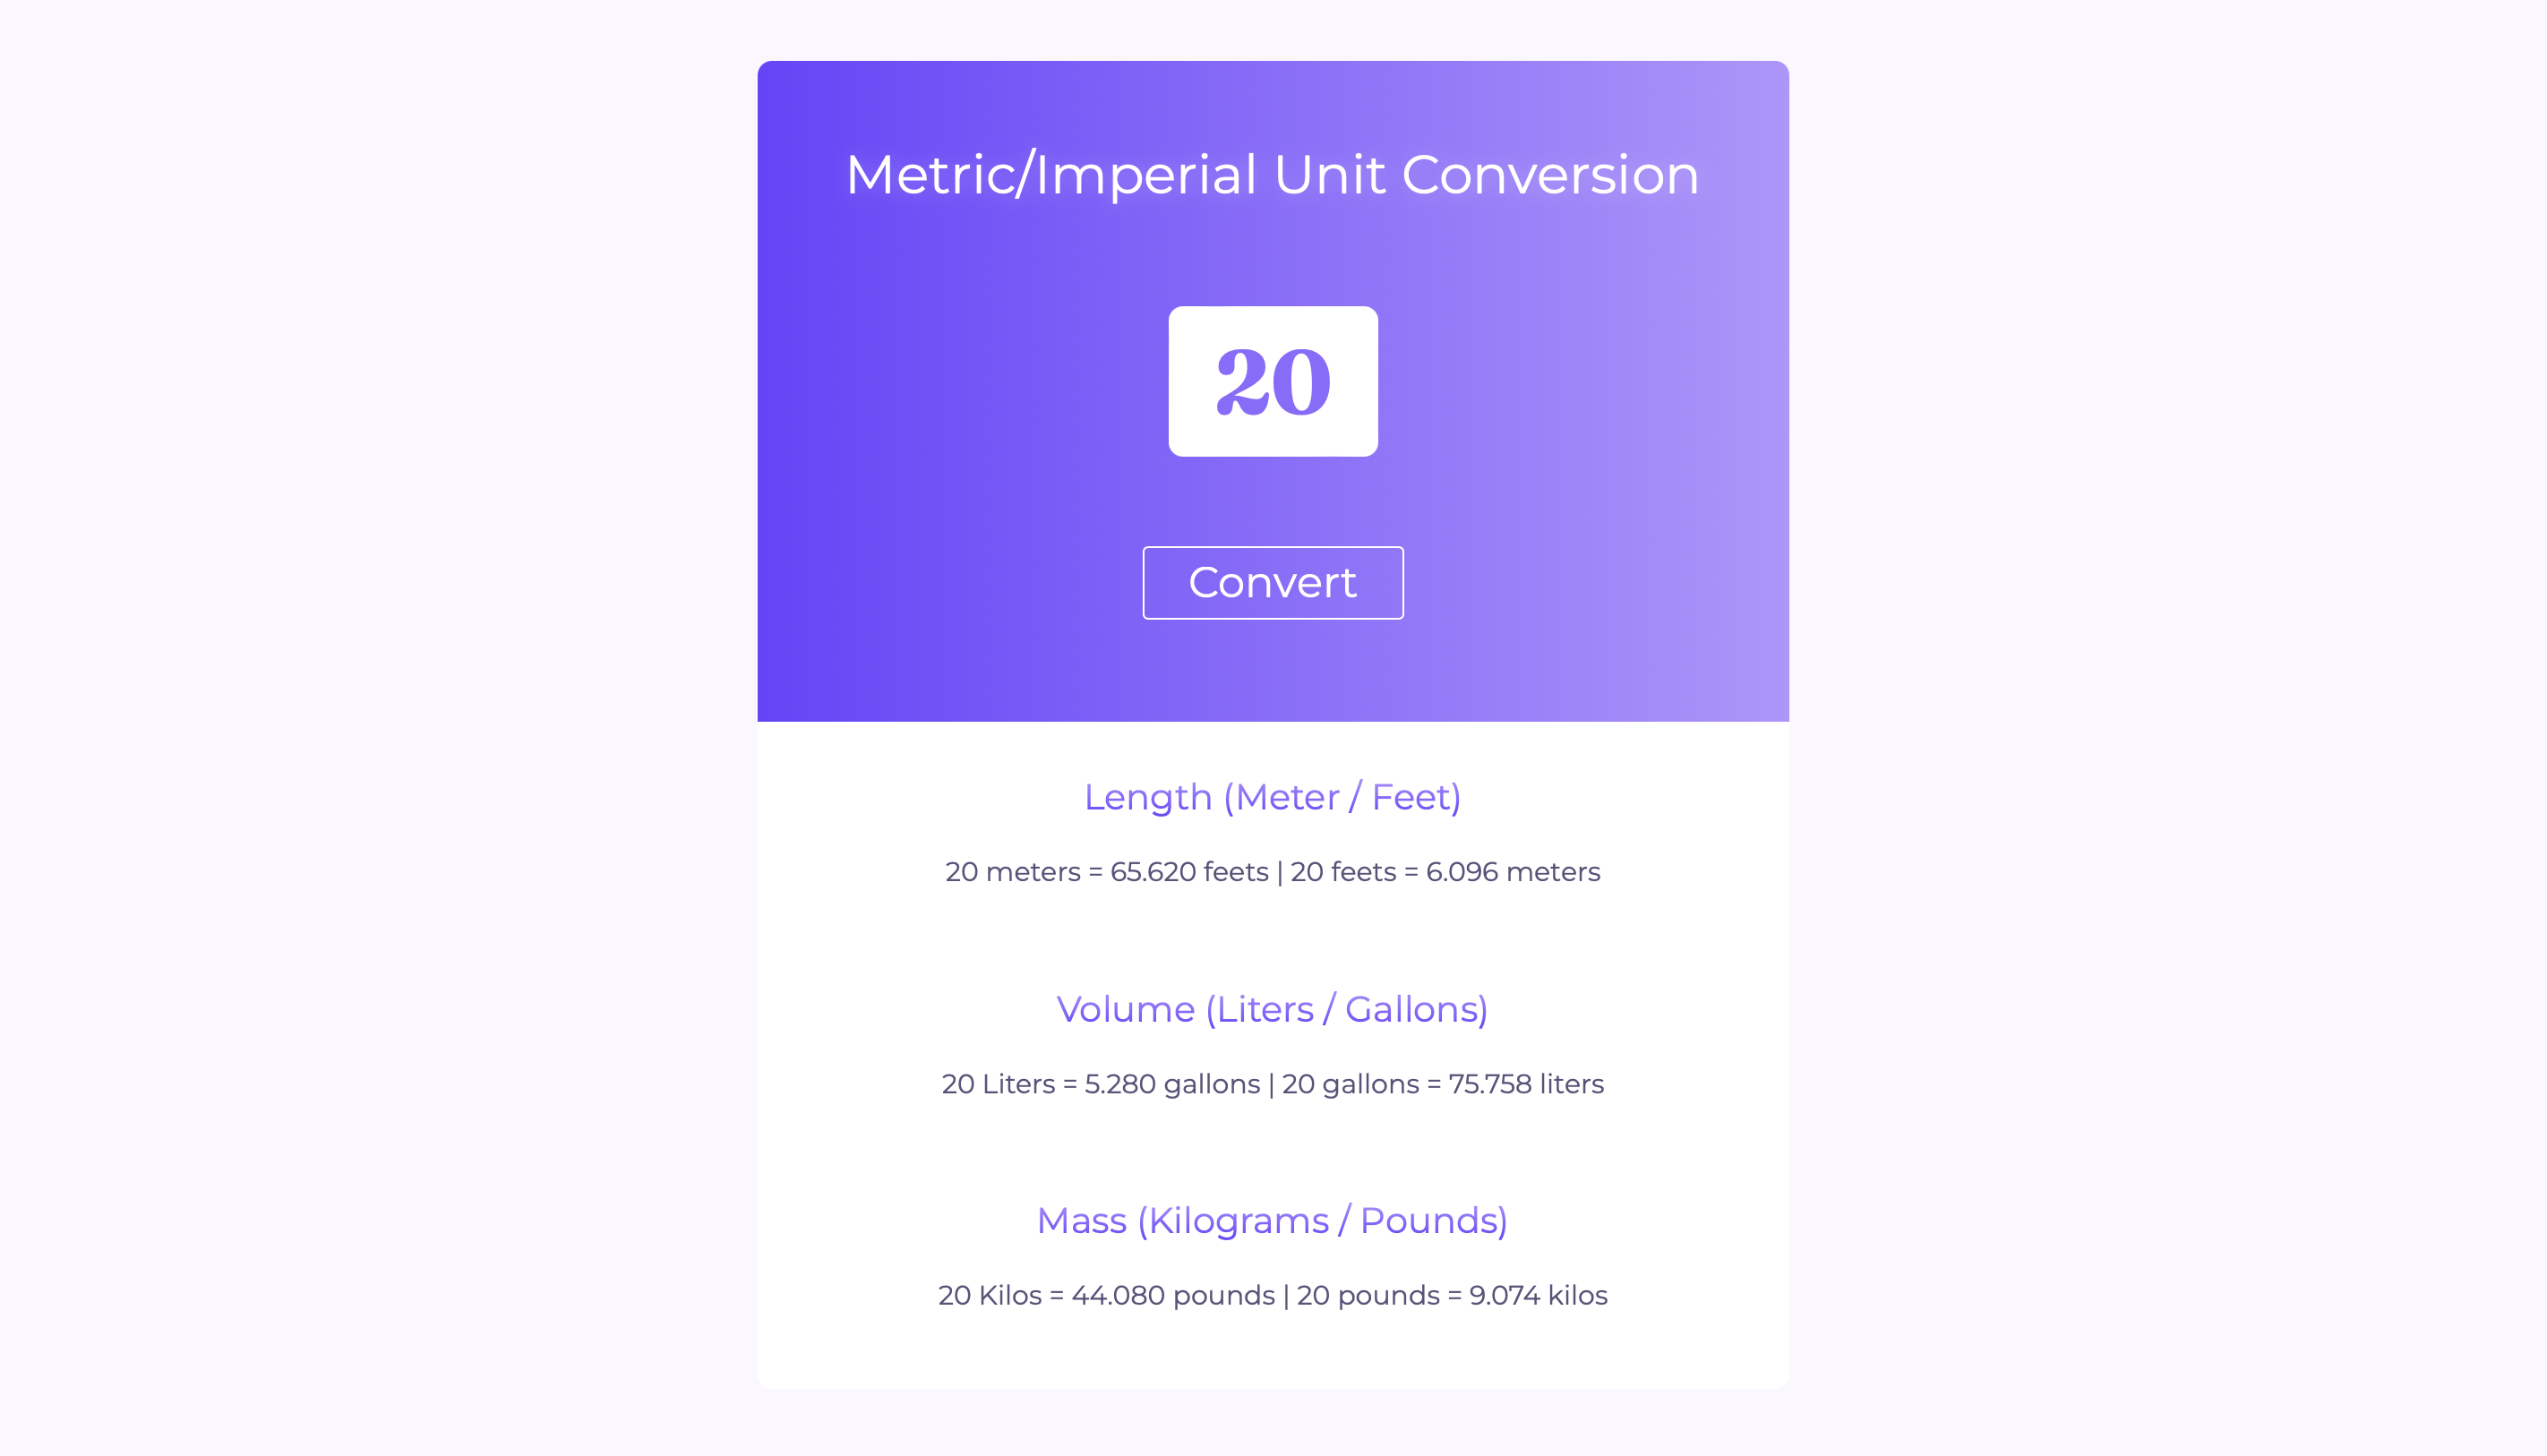 Metric/Imperial Unit Conversion
20
Convert
Length (Meter / Feet)
20 meters = 65.620 feets | 20 feets = 6.096 meters
Volume (Liters / Gallons)
20 Liters = 5.280 gallons | 20 gallons = 75.758 liters
Mass (Kilograms / Pounds)
20 Kilos = 44.080 pounds | 20 pounds = 9.074 kilos